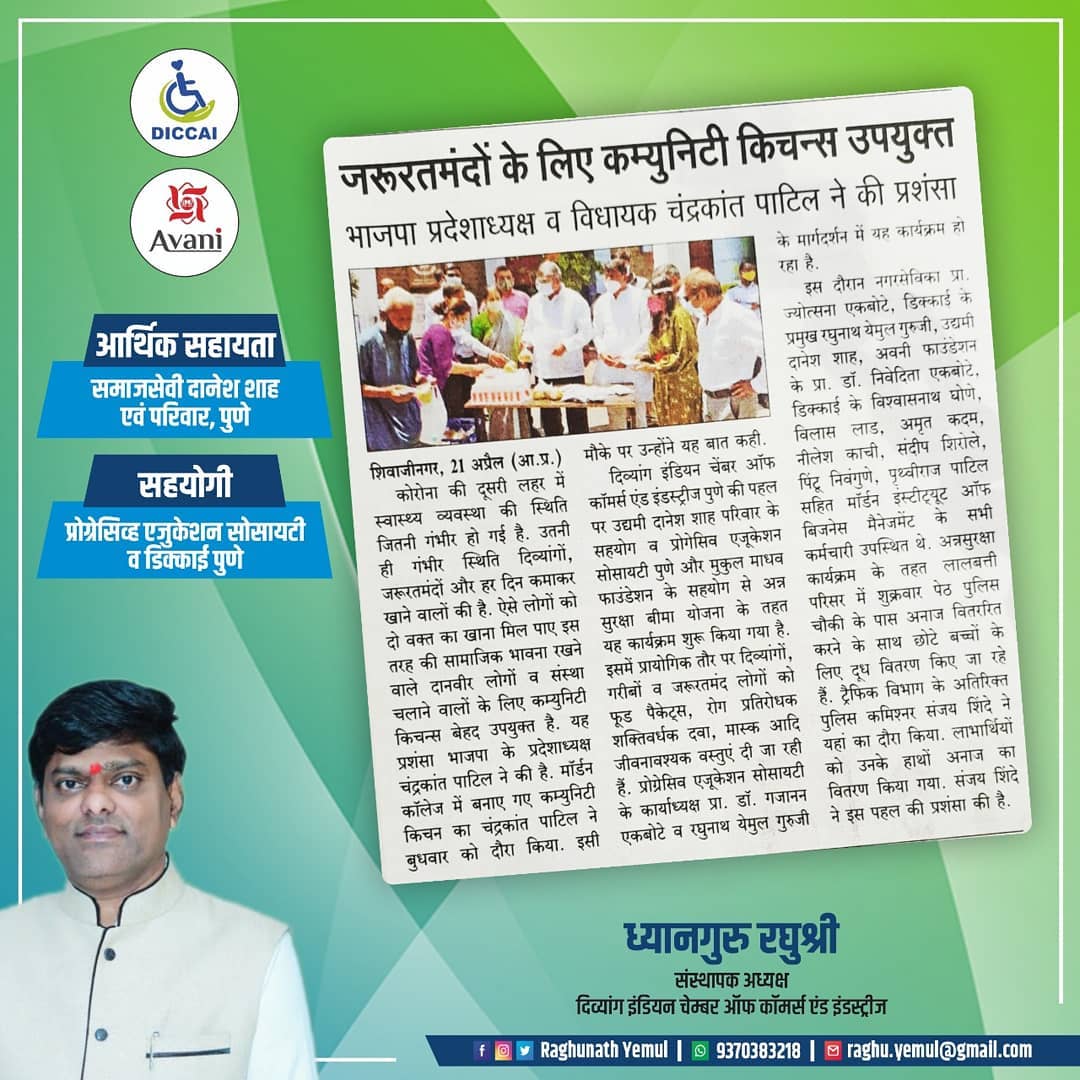 DICCAI
Avani
आर्थिक सहायता
समाजसेवी दानेश शाह
एवं परिवार, पुणे
सहयोगी
प्रोग्रेसिव्ह एजुकेशन सोसायटी
व डिक्काई पुणे
जरूरतमंदों के लिए कम्युनिटी किचन्स उपयुक्त
भाजपा प्रदेशाध्यक्ष व विधायक चंद्रकांत पाटिल ने की प्रशंसा
शिवाजीनगर, 21 अप्रैल (आ.प्र.)
कोरोना की दूसरी लहर में
स्वास्थ्य व्यवस्था की स्थिति
जितनी गंभीर हो गई है. उतनी
ही गंभीर स्थिति दिव्यांगों,
जरूरतमंदों और हर दिन कमाकर
खाने वालों की है. ऐसे लोगों को
दो वक्त का खाना मिल पाए इस
तरह की सामाजिक भावना रखने
वाले दानवीर लोगों व संस्था
चलाने वालों के लिए कम्युनिटी
किचन्स बेहद उपयुक्त है. यह
प्रशंसा भाजपा के प्रदेशाध्यक्ष
चंद्रकांत पाटिल ने की है. मॉर्डन
कॉलेज में बनाए गए कम्युनिटी
किचन का चंद्रकांत पाटिल ने
बुधवार को दौरा किया. इसी
मौके पर उन्होंने यह बात कही.
दिव्यांग इंडियन चेंबर ऑफ
कॉमर्स एंड इंडस्ट्रीज पुणे की पहल
पर उद्यमी दानेश शाह परिवार के
सहयोग व प्रोगेसिव एजूकेशन
सोसायटी पुणे और मुकुल माधव
फाउंडेशन के सहयोग से अन्न
सुरक्षा बीमा योजना के तहत
यह कार्यक्रम शुरू किया गया है.
इसमें प्रायोगिक तौर पर दिव्यांगों,
गरीबों व जरूरतमंद लोगों को
फूड पैकेट्स, रोग प्रतिरोधक
शक्तिवर्धक दवा, मास्क आदि
जीवनावश्यक वस्तुएं दी जा रही
हैं. प्रोग्रेसिव एजूकेशन सोसायटी
के कार्याध्यक्ष प्रा. डॉ. गजानन
एकबोटे व रघुनाथ येमुल गुरुजी
के मार्गदर्शन में यह कार्यक्रम हो
रहा है.
इस दौरान नगरसेविका प्रा.
ज्योत्सना एकबोटे, डिक्काई के
प्रमुख रघुनाथ येमुल गुरुजी, उद्यमी
दानेश शाह, अवनी फाउंडेशन
के प्रा. डॉ. निवेदिता एकबोटे,
डिक्काई के विश्वासनाथ घोणे,
विलास लाड, अमृत कदम,
नीलेश काची, संदीप शिरोले,
पिंटू निवंगुणे, पृथ्वीराज पाटिल
सहित मॉर्डन इंस्टीट्यूट ऑफ
बिजनेस मैनेजमेंट के सभी
कर्मचारी उपस्थित थे. अन्नसुरक्षा
कार्यक्रम के तहत लालबत्ती
परिसर में शुक्रवार पेठ पुलिस
चौकी के पास अनाज वितररित
करने के साथ छोटे बच्चों के
लिए दूध वितरण किए जा रहे
हैं. ट्रैफिक विभाग के अतिरिक्त
पुलिस कमिश्नर संजय शिंदे ने
यहां का दौरा किया. लाभार्थियों
को उनके हाथों अनाज का
वितरण किया गया. संजय शिंदे
ने इस पहल की प्रशंसा की है.
ध्यानगुरु रघुश्री
संस्थापक अध्यक्ष
दिव्यांग इंडियन चेम्बर ऑफ कॉमर्स एंड इंडस्ट्रीज
Raghunath Yemul | 9370383218 | raghu.yemul@gmail.com